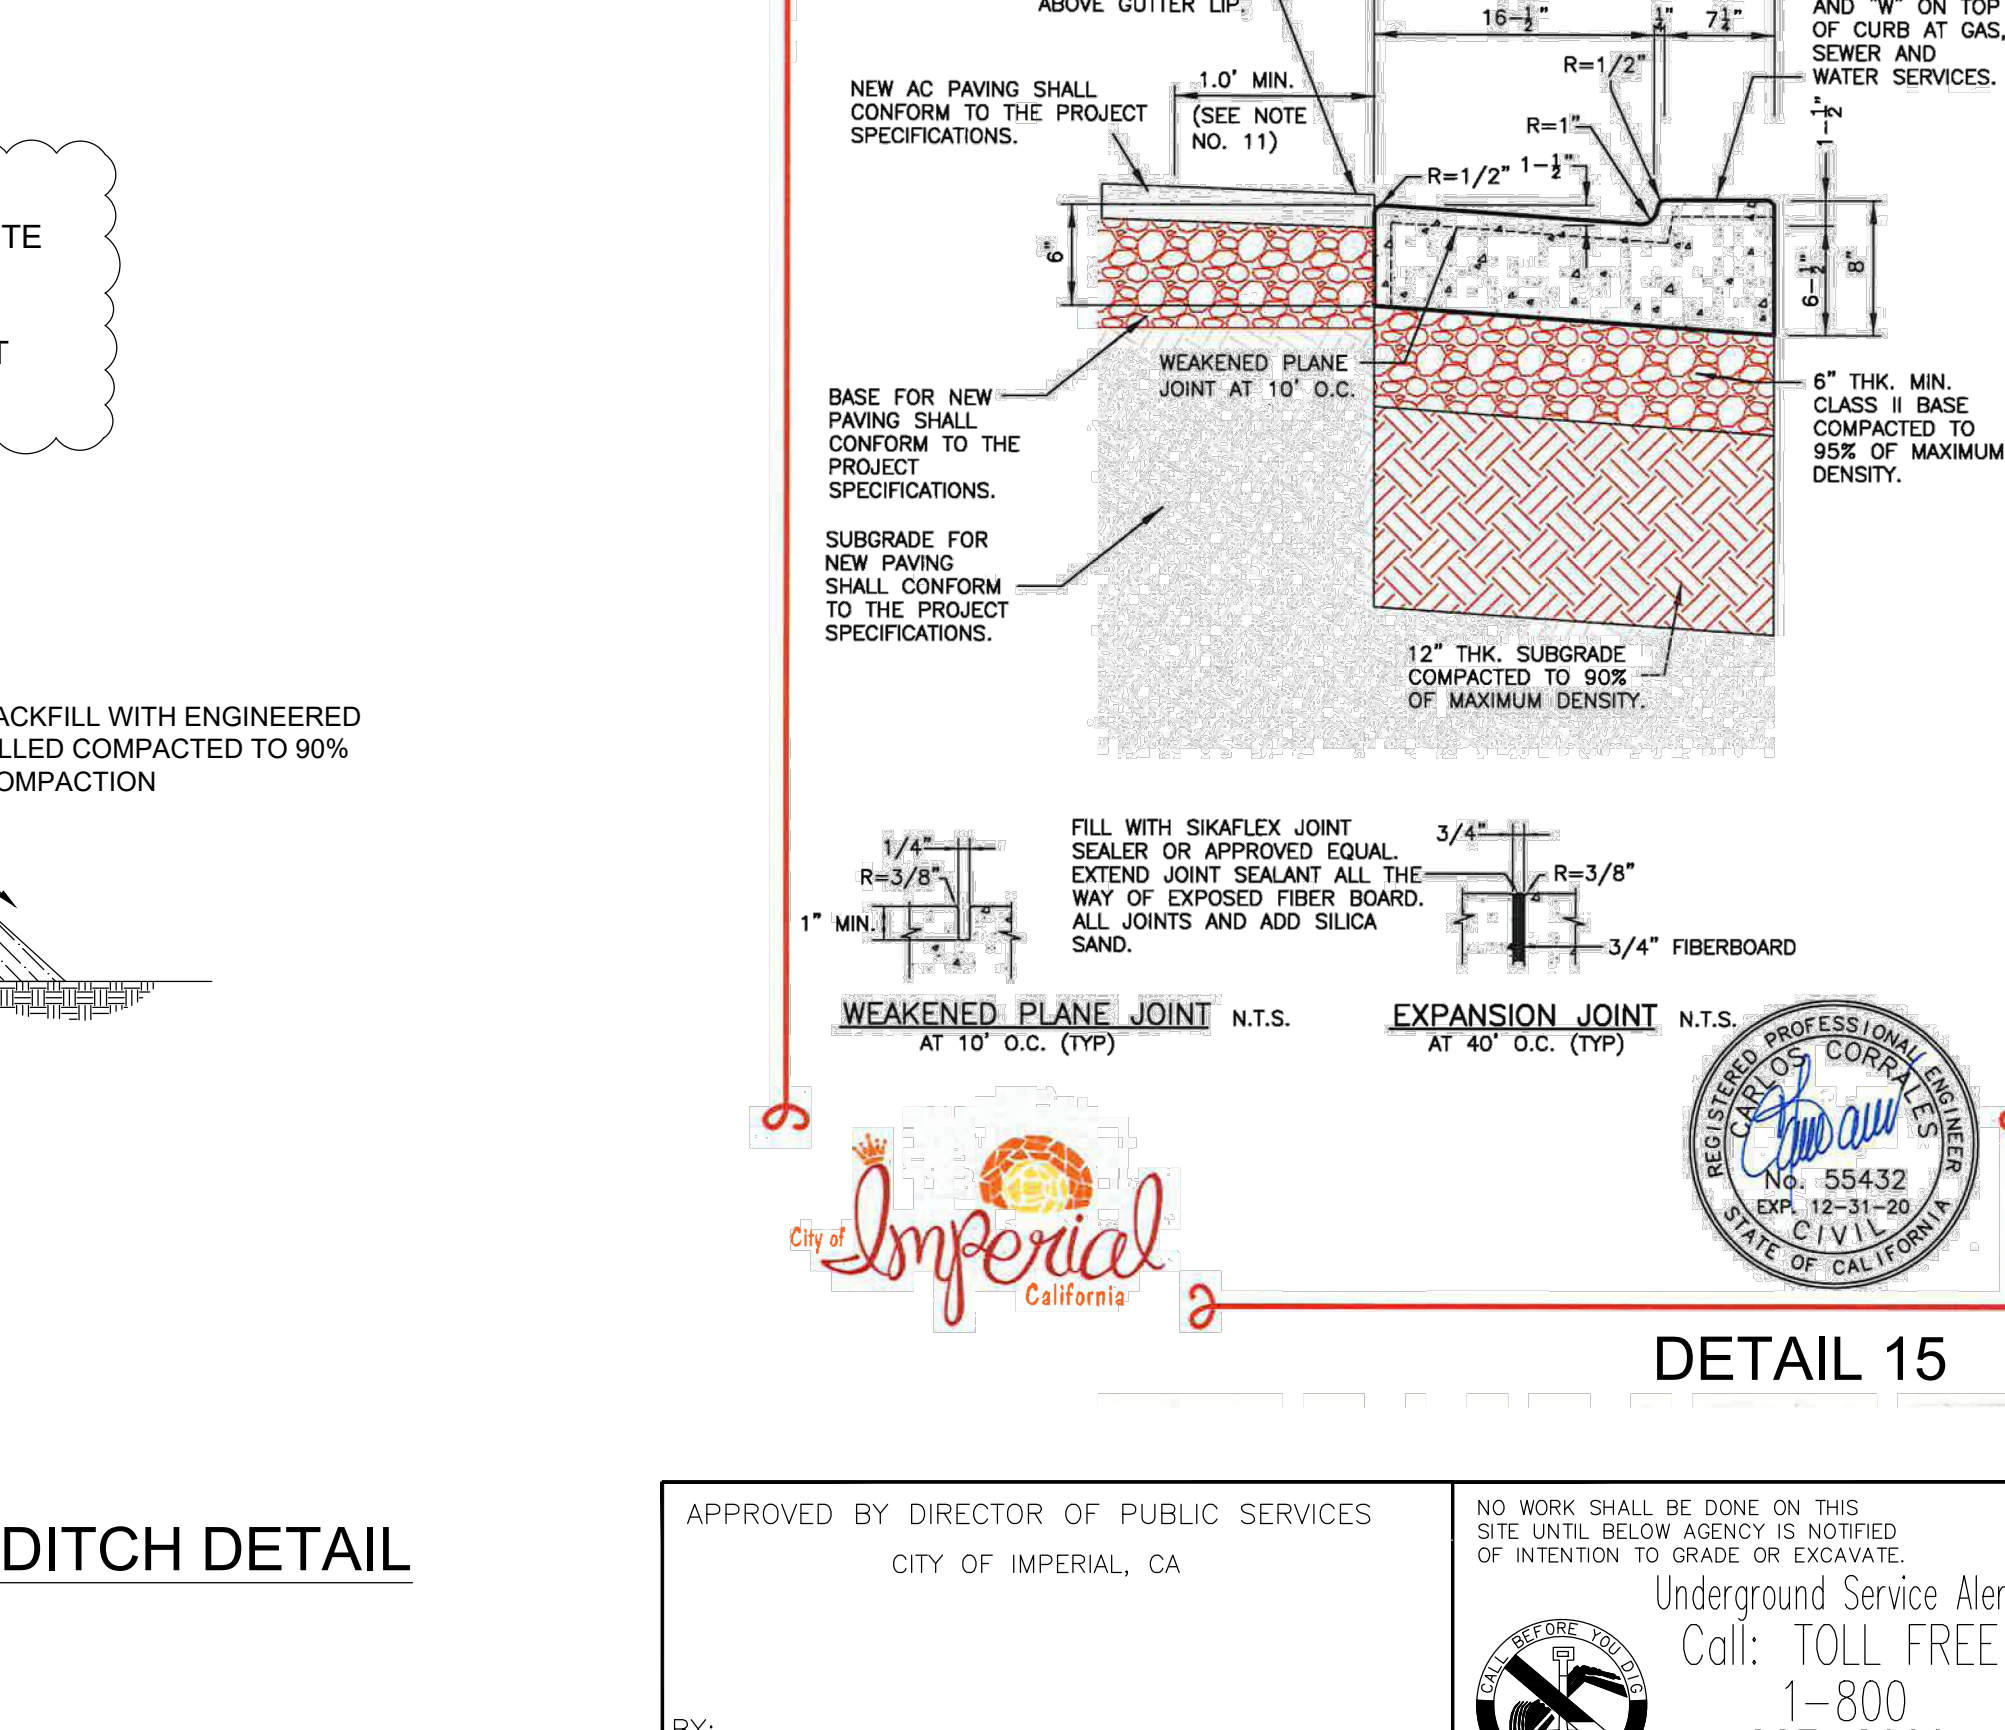 ABOVE GUTTER LIP.
16-1/2"
1/4"
7 1/4"
AND "W" ON TOP
OF CURB AT GAS,
SEWER AND
WATER SERVICES.
NEW AC PAVING SHALL
CONFORM TO THE PROJECT
SPECIFICATIONS.
1.0' MIN.
(SEE NOTE
NO. 11)
R=1/2"
R=1"
R=1/2"
1-1/2"
1-1/2"
6"
6-1/2"
8"
TE
T
WEAKENED PLANE
JOINT AT 10' O.C.
BASE FOR NEW
PAVING SHALL
CONFORM TO THE
PROJECT
SPECIFICATIONS.
6" THK. MIN.
CLASS II BASE
COMPACTED TO
95% OF MAXIMUM
DENSITY.
SUBGRADE FOR
NEW PAVING
SHALL CONFORM
TO THE PROJECT
SPECIFICATIONS.
12" THK. SUBGRADE
COMPACTED TO 90%
OF MAXIMUM DENSITY.
ACKFILL WITH ENGINEERED
LLED COMPACTED TO 90%
OMPACTION
1/4"
R=3/8"
1" MIN.
FILL WITH SIKAFLEX JOINT
SEALER OR APPROVED EQUAL.
EXTEND JOINT SEALANT ALL THE
WAY OF EXPOSED FIBER BOARD.
ALL JOINTS AND ADD SILICA
SAND.
3/4"
R=3/8"
3/4" FIBERBOARD
WEAKENED PLANE JOINT N.T.S.
AT 10' O.C. (TYP)
EXPANSION JOINT N.T.S.
AT 40' O.C. (TYP)
REGISTERED PROFESSIONAL ENGINEER
CARLOS CORRALES
No. 55432
EXP. 12-31-20
CIVIL
STATE OF CALIFORNIA
City of Imperial
California
DETAIL 15
DITCH DETAIL
APPROVED BY DIRECTOR OF PUBLIC SERVICES
CITY OF IMPERIAL, CA
BY:
NO WORK SHALL BE DONE ON THIS
SITE UNTIL BELOW AGENCY IS NOTIFIED
OF INTENTION TO GRADE OR EXCAVATE.
Underground Service Aler
Call: TOLL FREE
1-800
CALL BEFORE YOU DIG